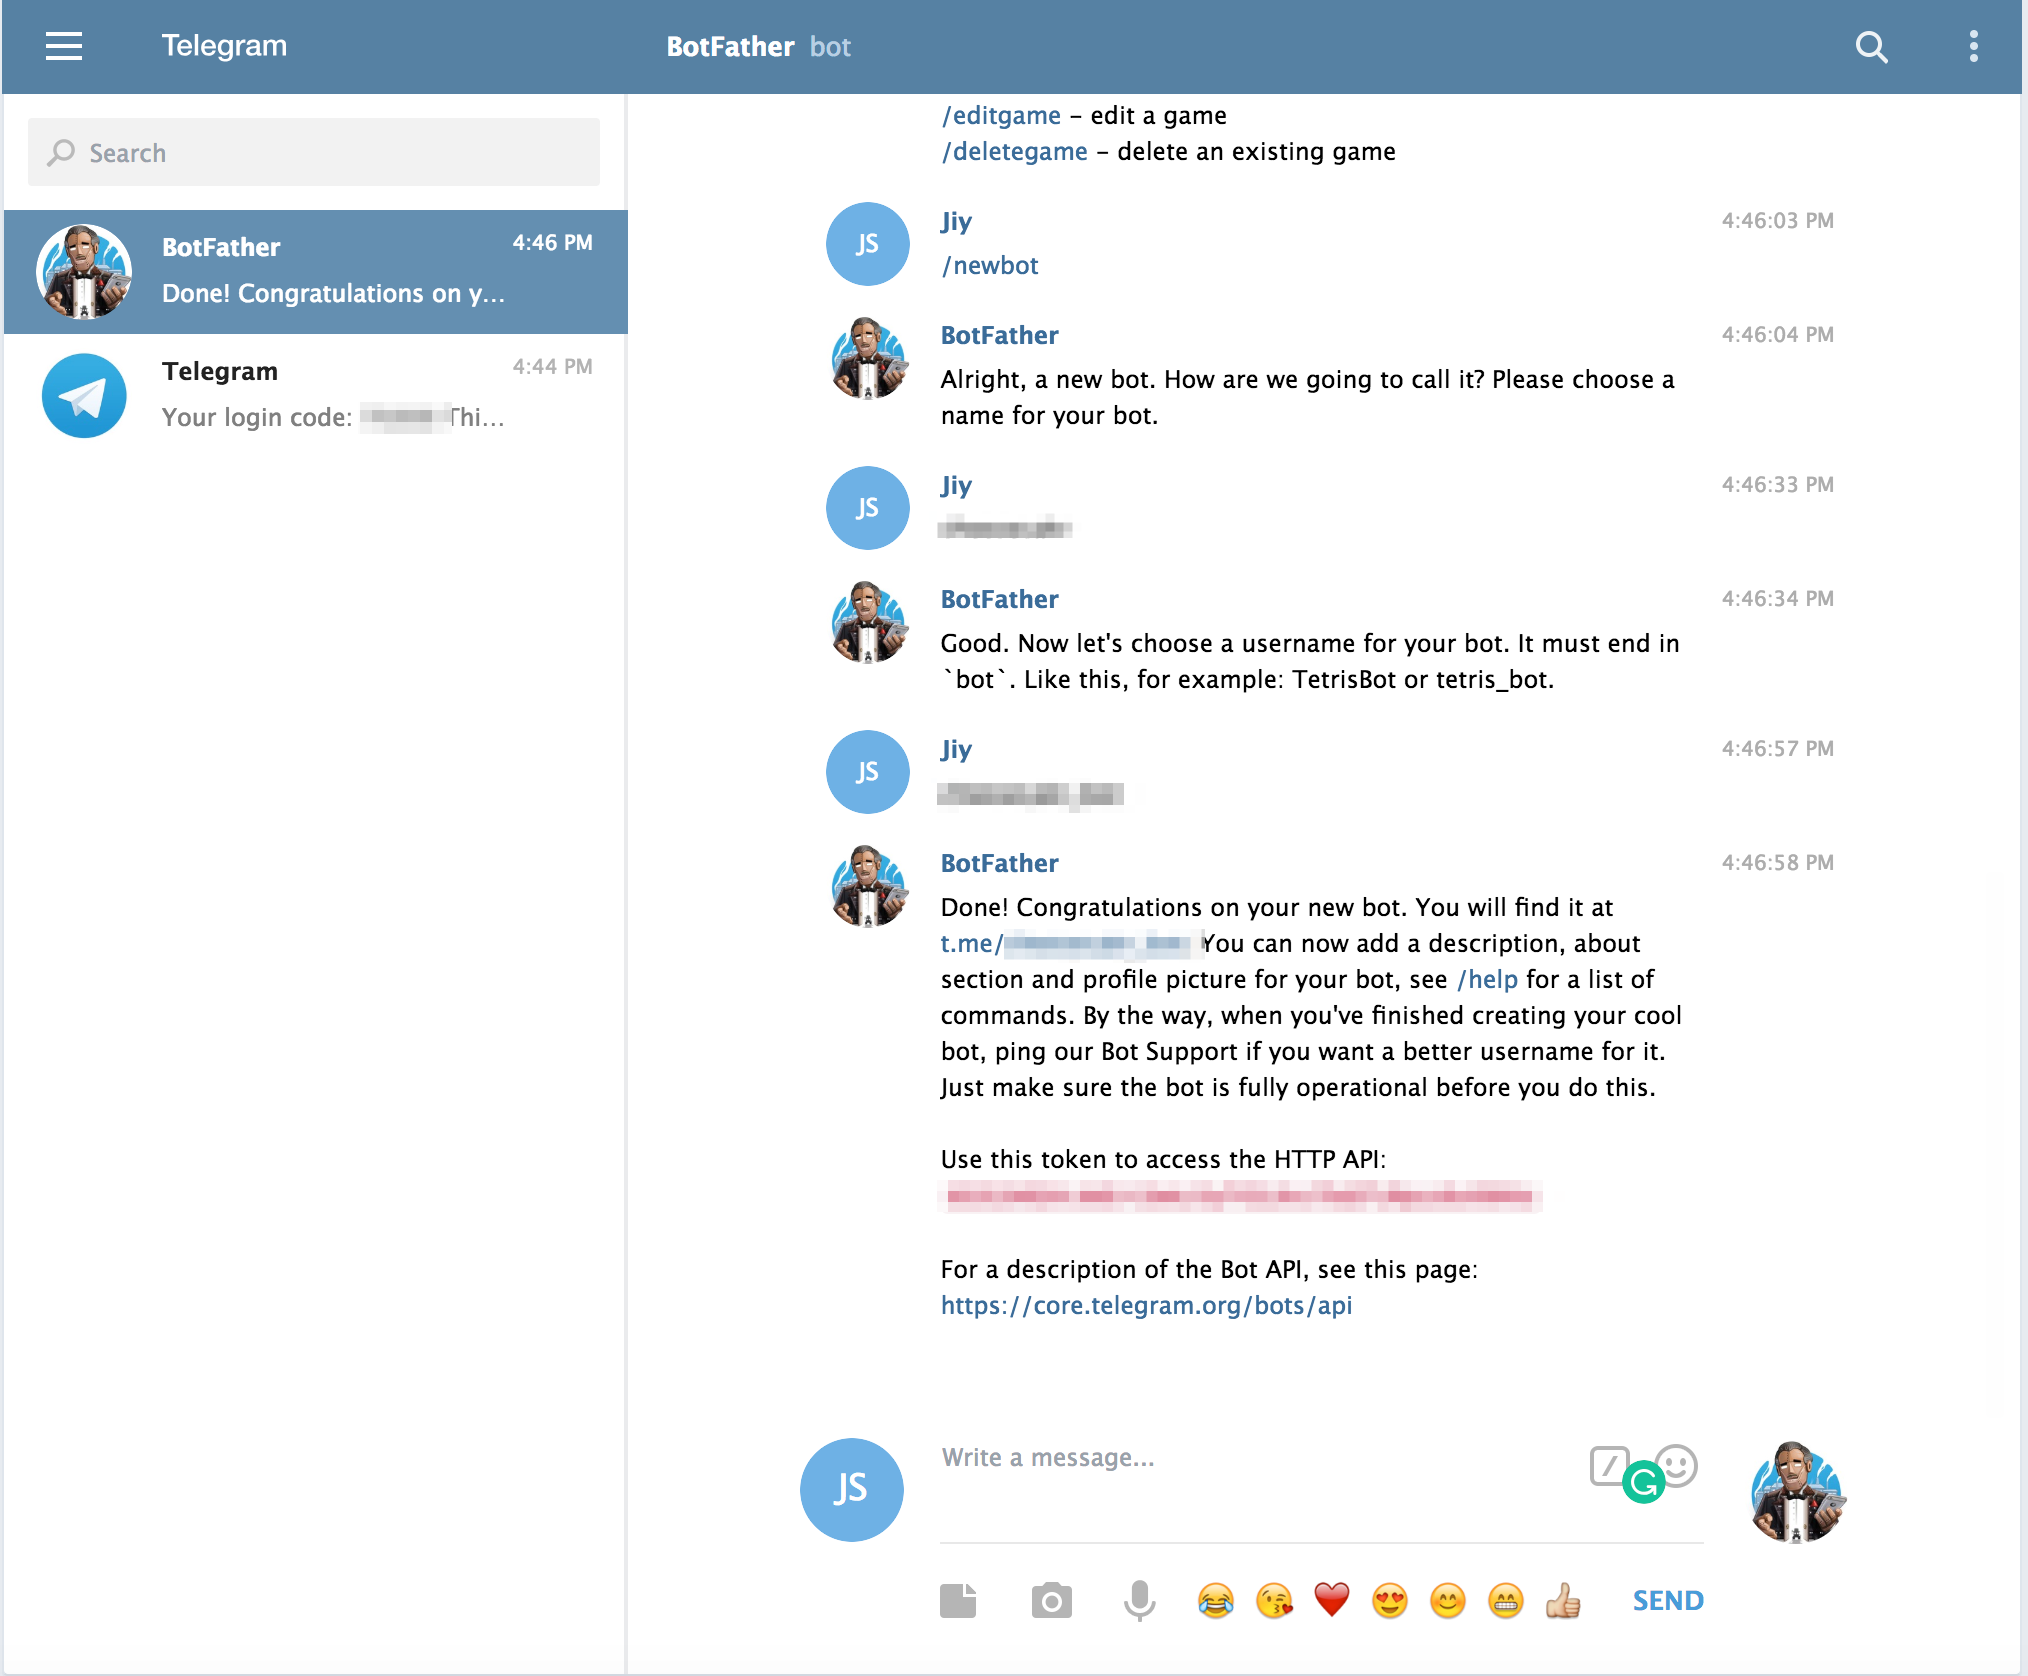 Telegram
BotFather bot
Search
BotFather 4:46 PM
Done! Congratulations on y...
Telegram 4:44 PM
Your login code: Thi...
/editgame – edit a game
/deletegame – delete an existing game
JS
Jiy 4:46:03 PM
/newbot
BotFather 4:46:04 PM
Alright, a new bot. How are we going to call it? Please choose a
name for your bot.
JS
Jiy 4:46:33 PM
BotFather 4:46:34 PM
Good. Now let's choose a username for your bot. It must end in
`bot`. Like this, for example: TetrisBot or tetris_bot.
JS
Jiy 4:46:57 PM
BotFather 4:46:58 PM
Done! Congratulations on your new bot. You will find it at
t.me/ You can now add a description, about
section and profile picture for your bot, see /help for a list of
commands. By the way, when you've finished creating your cool
bot, ping our Bot Support if you want a better username for it.
Just make sure the bot is fully operational before you do this.
Use this token to access the HTTP API:
For a description of the Bot API, see this page:
https://core.telegram.org/bots/api
JS
Write a message...
SEND